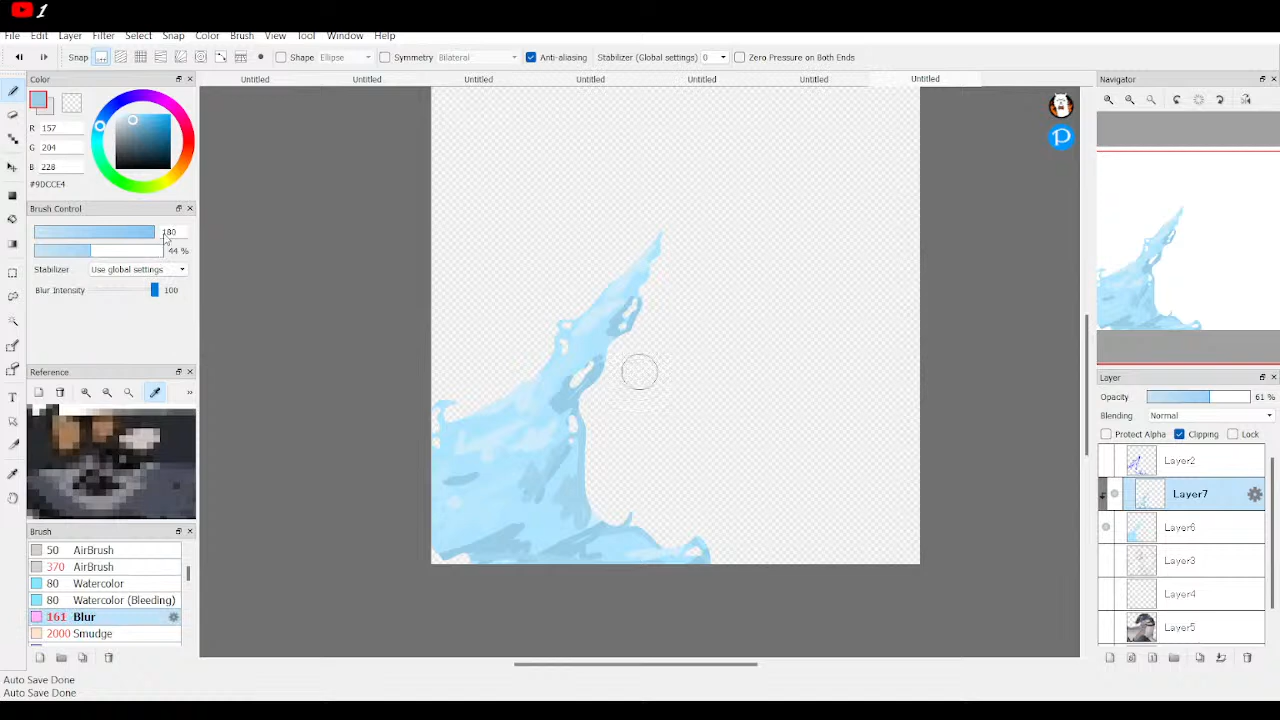 1
File Edit Layer Filter Select Snap Color Brush View Tool Window Help
Snap Shape Ellipse Symmetry Bilateral Anti-aliasing Stabilizer (Global settings) 0 Zero Pressure on Both Ends
Color
Untitled Untitled Untitled Untitled Untitled Untitled Untitled
Navigator
R 157
G 204
B 228
#9DCCE4
Brush Control
180
44 %
Stabilizer Use global settings
Blur Intensity 100
Reference
»
Brush
50 AirBrush
370 AirBrush
80 Watercolor
80 Watercolor (Bleeding)
161 Blur
2000 Smudge
Layer
Opacity 61 %
Blending Normal
Protect Alpha Clipping Lock
Layer2
Layer7
Layer6
Layer3
Layer4
Layer5
Auto Save Done
Auto Save Done